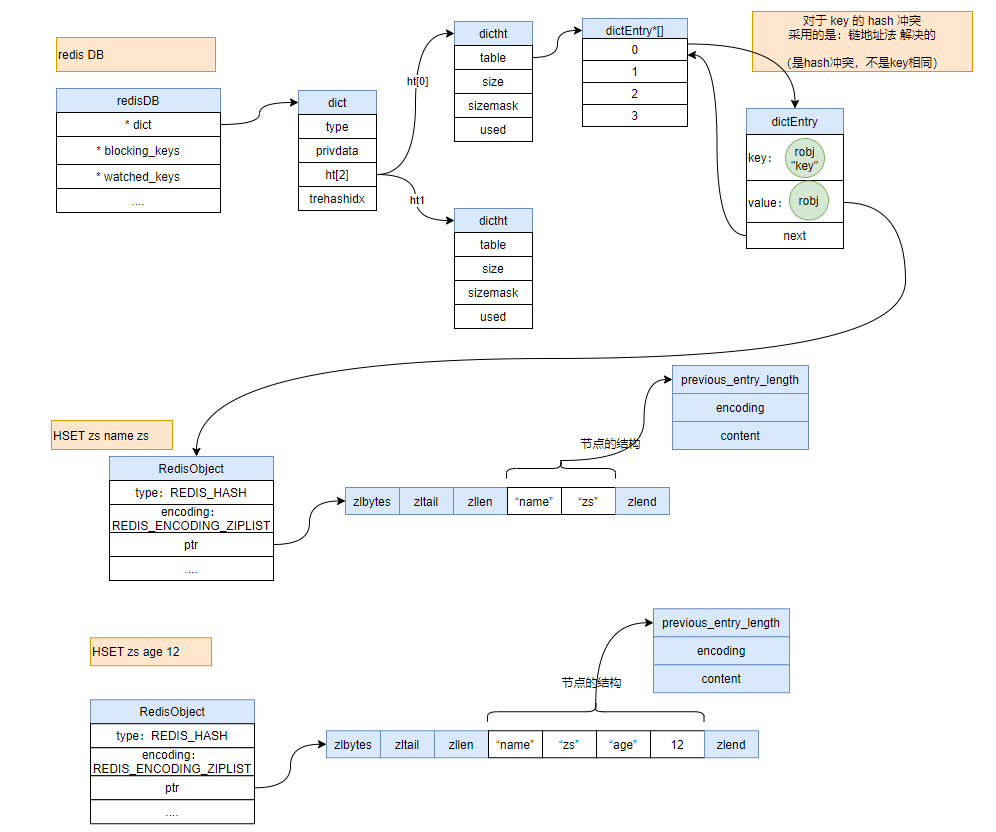 redis DB
redisDB
* dict
* blocking_keys
* watched_keys
....
dict
type
privdata
ht[2]
trehashidx
ht[0]
ht1
dictht
table
size
sizemask
used
dictht
table
size
sizemask
used
dictEntry*[]
0
1
2
3
对于 key 的 hash 冲突
采用的是：链地址法 解决的
（是hash冲突，不是key相同）
dictEntry
key：
robj
"key"
value：
robj
next
HSET zs name zs
RedisObject
type：REDIS_HASH
encoding：
REDIS_ENCODING_ZIPLIST
ptr
....
zlbytes
zltail
zllen
“name”
“zs”
zlend
节点的结构
previous_entry_length
encoding
content
HSET zs age 12
RedisObject
type：REDIS_HASH
encoding：
REDIS_ENCODING_ZIPLIST
ptr
....
zlbytes
zltail
zllen
“name”
“zs”
“age”
12
zlend
节点的结构
previous_entry_length
encoding
content